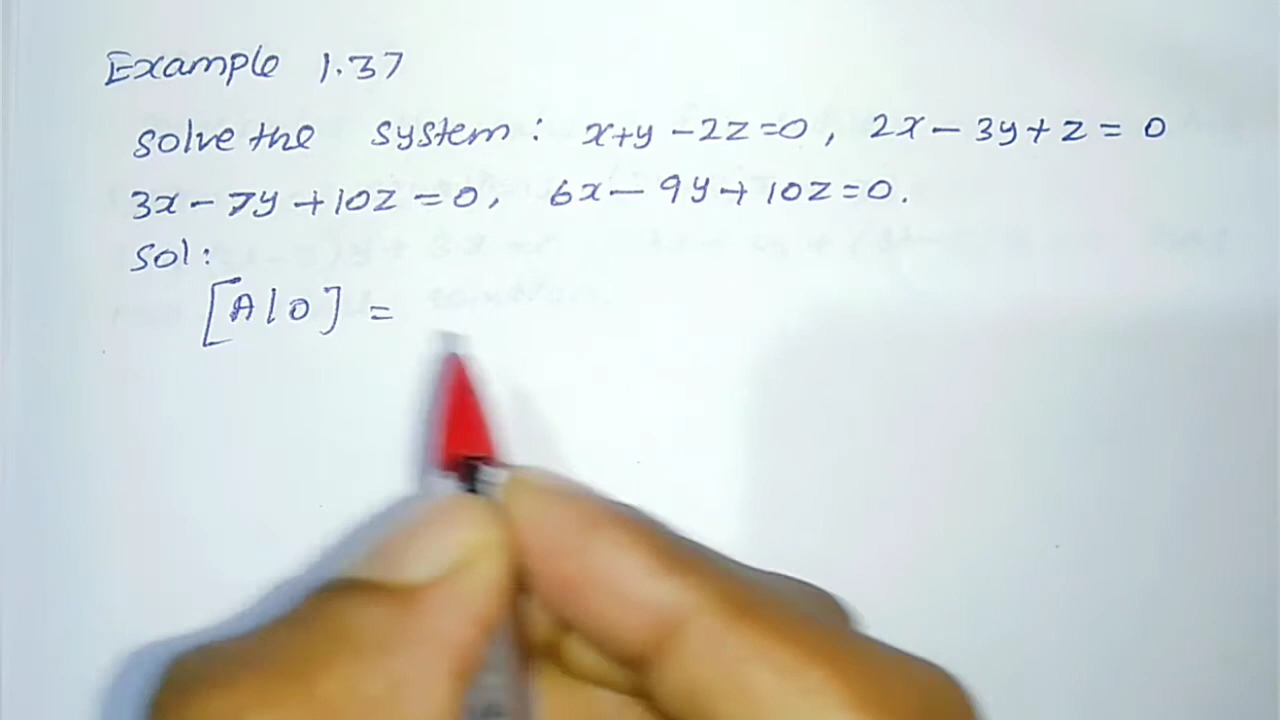 Example 1.37
solve the system : x+y-2z=0, 2x-3y+z=0
3x-7y+10z=0, 6x-9y+10z=0.
Sol:
[A|0] =